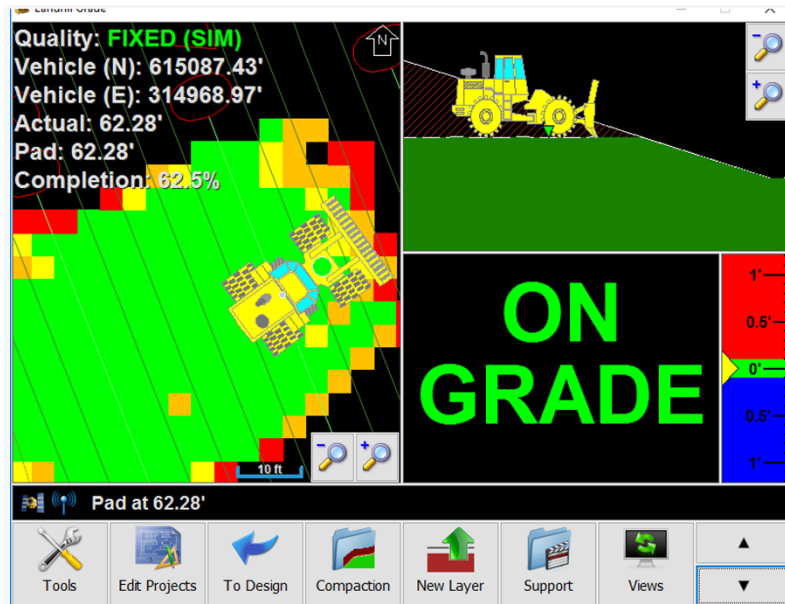 Landfill Grade
Quality: FIXED (SIM)
N
Vehicle (N): 615087.43'
Vehicle (E): 314968.97'
Actual: 62.28'
Pad: 62.28'
Completion: 62.5%
10 ft
ON
GRADE
1'
0.5'
0'
0.5'
1'
Pad at 62.28'
Tools
Edit Projects
To Design
Compaction
New Layer
Support
Views